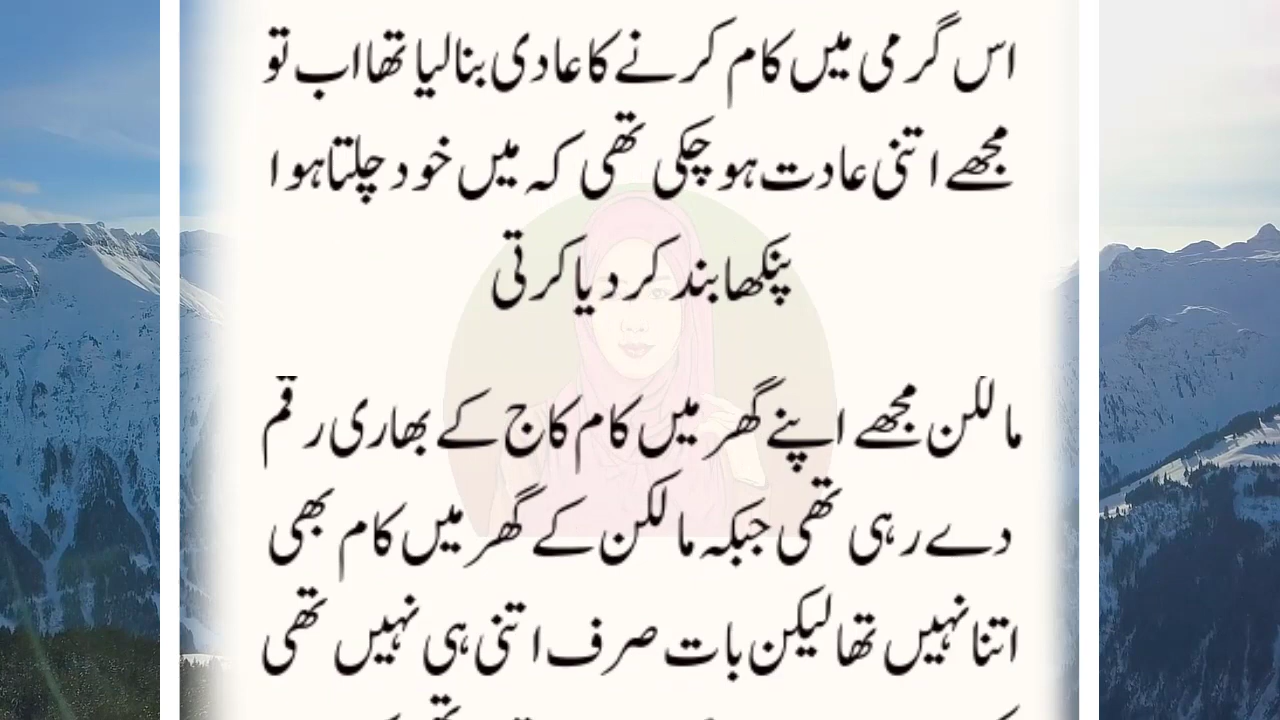 اس گرمی میں کام کرنے کا عادی بنا لیا تھا اب تو
مجھے اتنی عادت ہو چکی تھی کہ میں خود چلتا ہوا
پنکھا بند کر دیا کرتی
مالکن مجھے اپنے گھر میں کام کاج کے بھاری رقم
دے رہی تھی جبکہ مالکن کے گھر میں کام بھی
اتنا نہیں تھا لیکن بات صرف اتنی ہی نہیں تھی